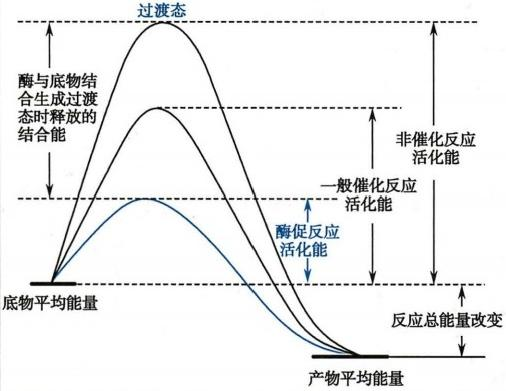 过渡态
酶与底物结
合生成过渡
态时释放的
结合能
非催化反应
活化能
一般催化反应
活化能
酶促反应
活化能
底物平均能量
反应总能量改变
产物平均能量